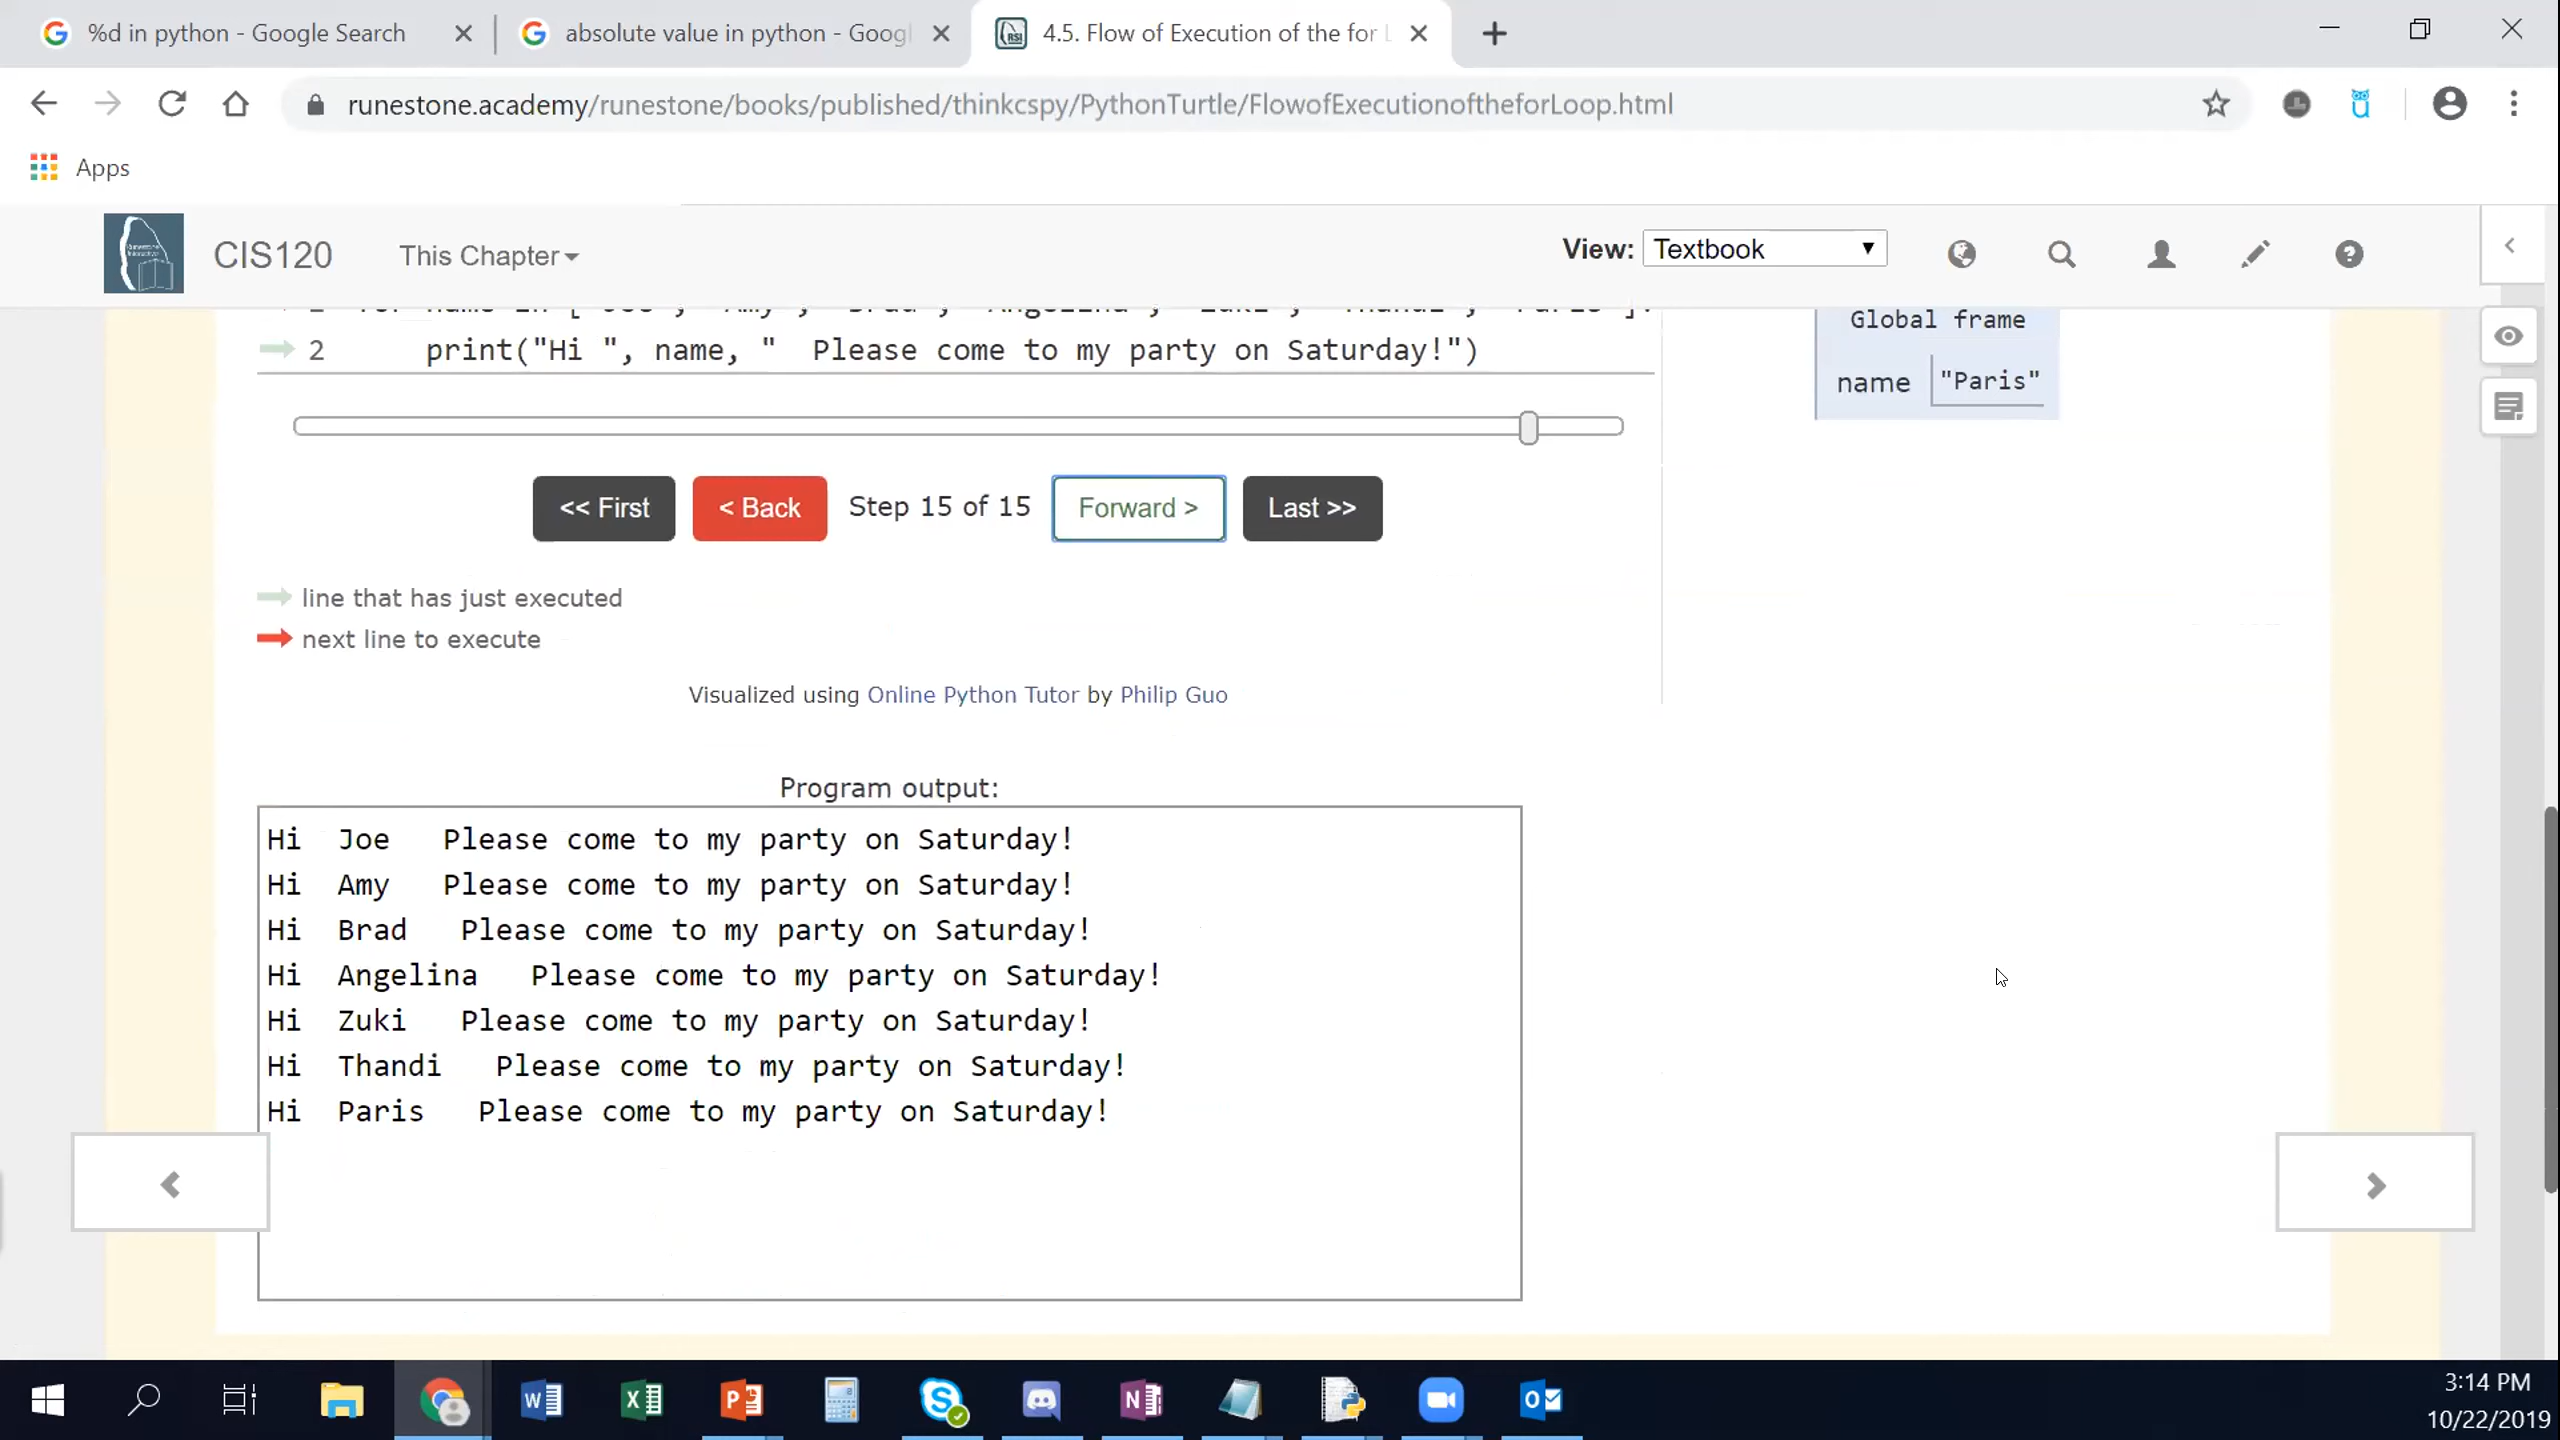 %d in python - Google Search
absolute value in python - Googl
4.5. Flow of Execution of the for L
runestone.academy/runestone/books/published/thinkcspy/PythonTurtle/FlowofExecutionoftheforLoop.html
Apps
CIS120
This Chapter
View: Textbook
2 print("Hi ", name, "  Please come to my party on Saturday!")
Global frame
name "Paris"
<< First
< Back
Step 15 of 15
Forward >
Last >>
line that has just executed
next line to execute
Visualized using Online Python Tutor by Philip Guo
Program output:
Hi  Joe   Please come to my party on Saturday!
Hi  Amy   Please come to my party on Saturday!
Hi  Brad   Please come to my party on Saturday!
Hi  Angelina   Please come to my party on Saturday!
Hi  Zuki   Please come to my party on Saturday!
Hi  Thandi   Please come to my party on Saturday!
Hi  Paris   Please come to my party on Saturday!
3:14 PM
10/22/2019